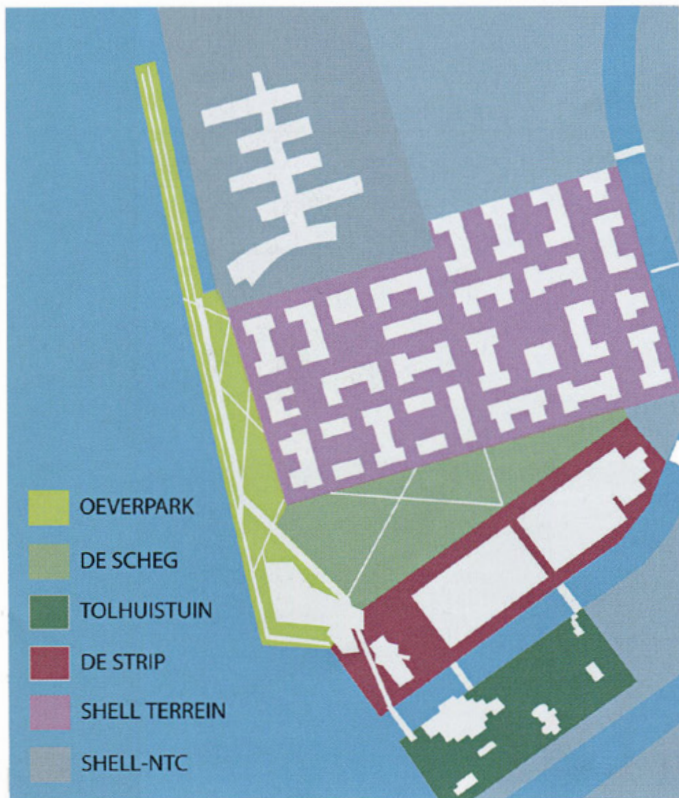 OEVERPARK
DE SCHEG
TOLHUISTUIN
DE STRIP
SHELL TERREIN
SHELL-NTC